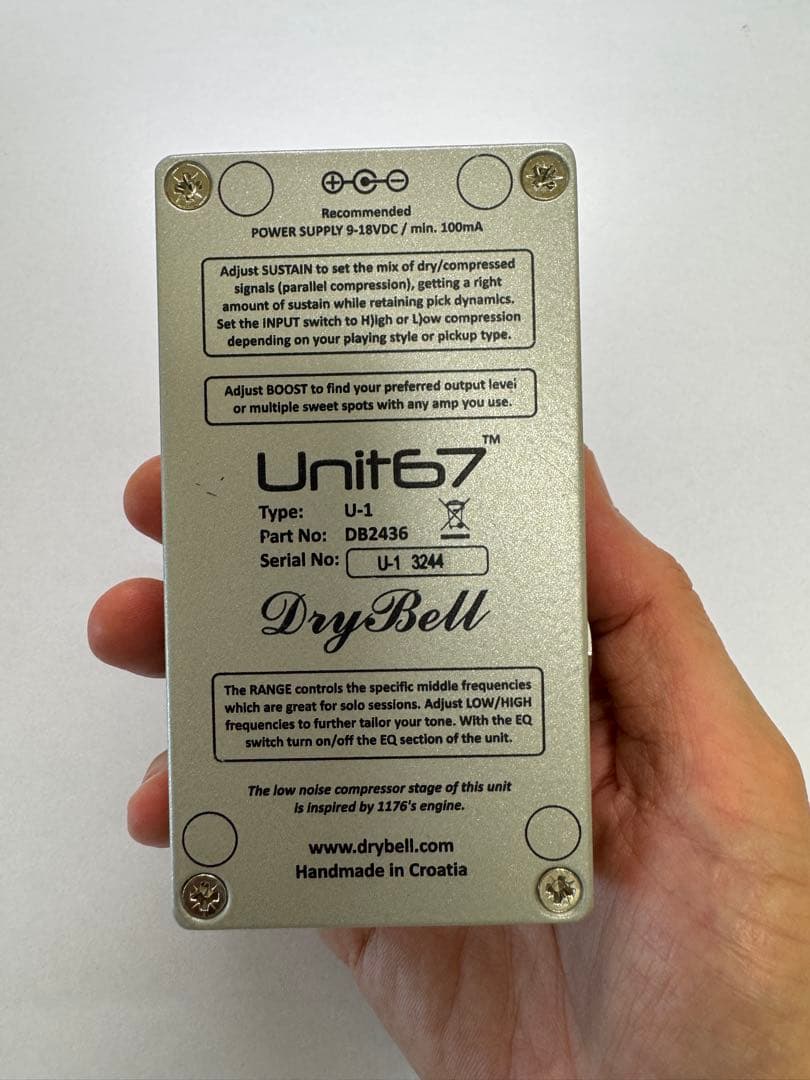 Recommended
POWER SUPPLY 9-18VDC / min. 100mA
Adjust SUSTAIN to set the mix of dry/compressed
signals (parallel compression), getting a right
amount of sustain while retaining pick dynamics.
Set the INPUT switch to H)igh or L)ow compression
depending on your playing style or pickup type.
Adjust BOOST to find your preferred output level
or multiple sweet spots with any amp you use.
Unit67™
Type: U-1
Part No: DB2436
Serial No: U-1 3244
DryBell
The RANGE controls the specific middle frequencies
which are great for solo sessions. Adjust LOW/HIGH
frequencies to further tailor your tone. With the EQ
switch turn on/off the EQ section of the unit.
The low noise compressor stage of this unit
is inspired by 1176's engine.
www.drybell.com
Handmade in Croatia